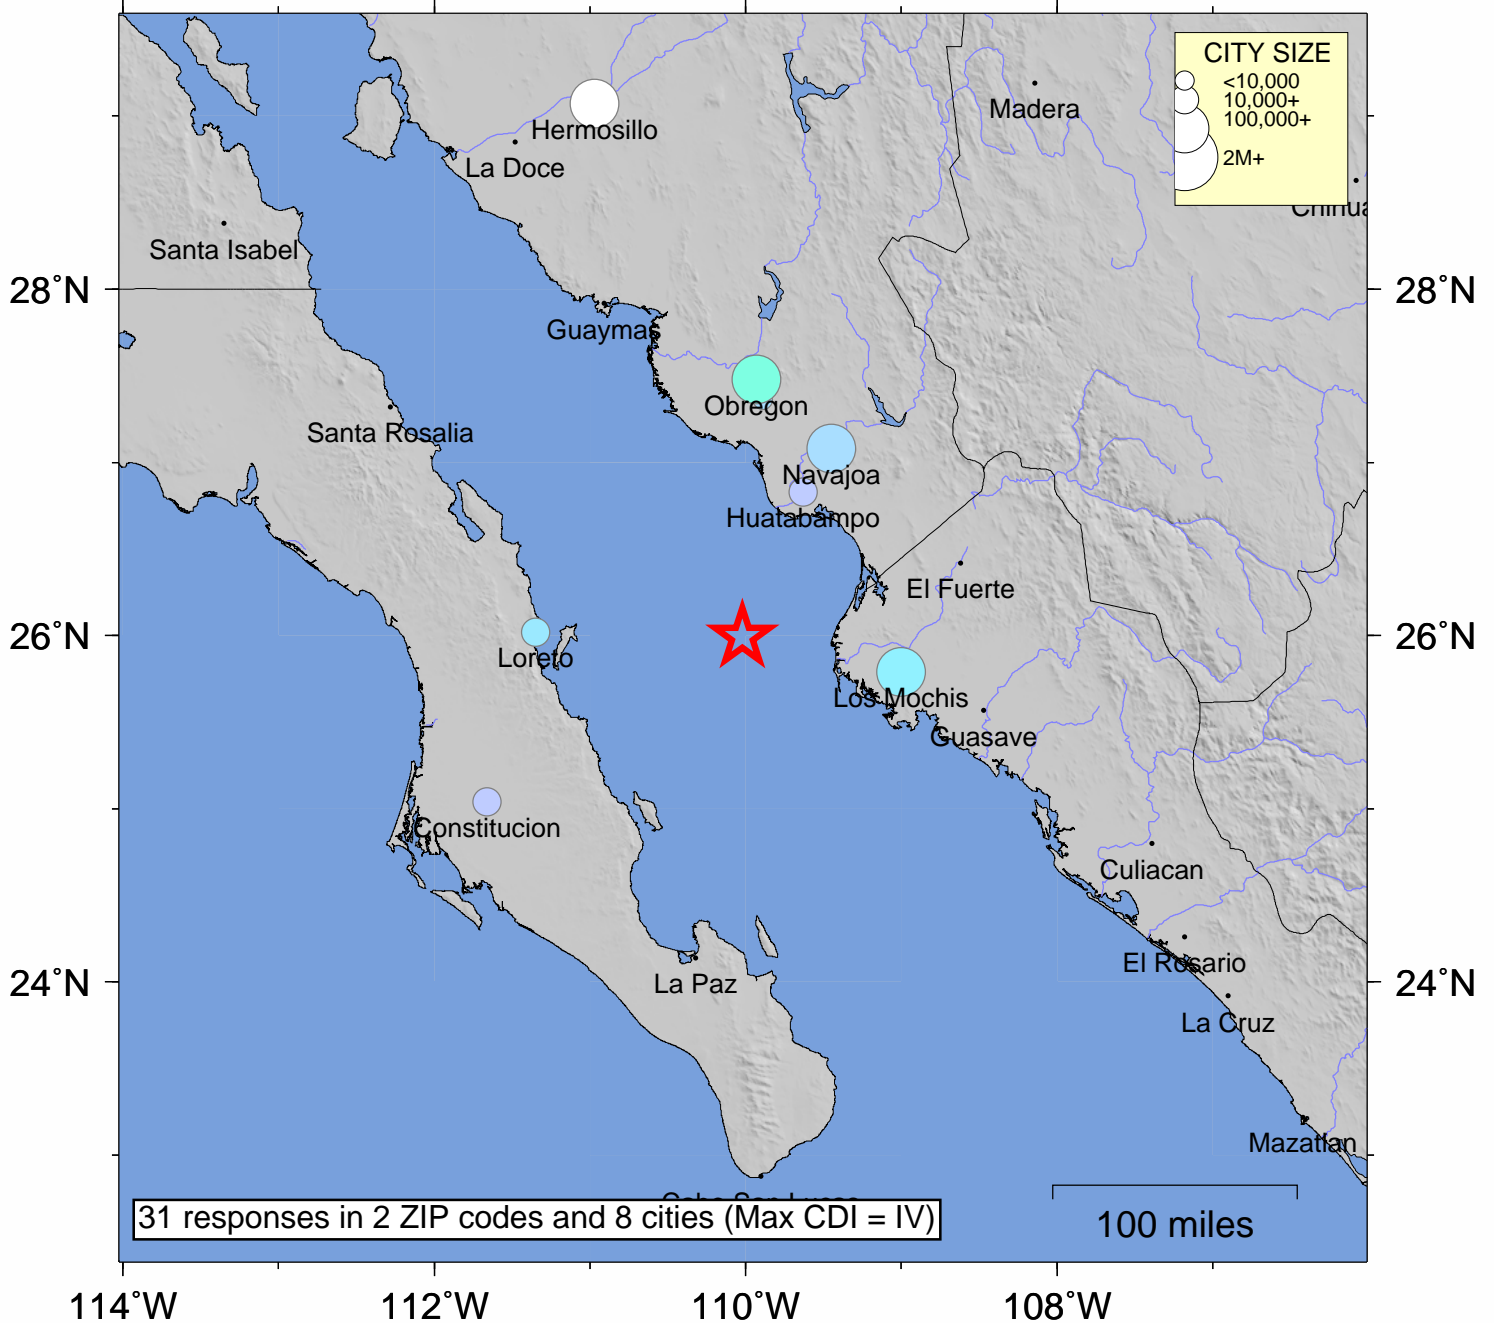 CITY SIZE
<10,000
10,000+
100,000+
2M+
Madera
Hermosillo
La Doce
Santa Isabel
28°N
28°N
Guaymas
Obregon
Santa Rosalia
Navajoa
Huatabampo
El Fuerte
26°N
26°N
Loreto
Los Mochis
Guasave
Constitucion
Culiacan
El Rosario
24°N
24°N
La Paz
La Cruz
Mazatlan
31 responses in 2 ZIP codes and 8 cities (Max CDI = IV)
100 miles
114°W
112°W
110°W
108°W